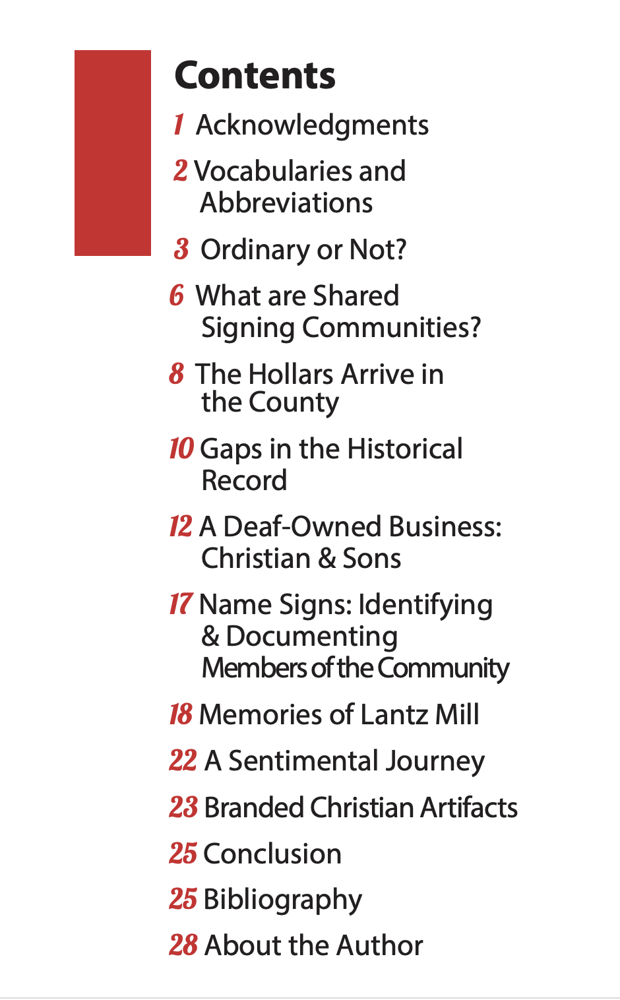 Contents
1 Acknowledgments
2 Vocabularies and
Abbreviations
3 Ordinary or Not?
6 What are Shared
Signing Communities?
8 The Hollars Arrive in
the County
10 Gaps in the Historical
Record
12 A Deaf-Owned Business:
Christian & Sons
17 Name Signs: Identifying
& Documenting
Members of the Community
18 Memories of Lantz Mill
22 A Sentimental Journey
23 Branded Christian Artifacts
25 Conclusion
25 Bibliography
28 About the Author